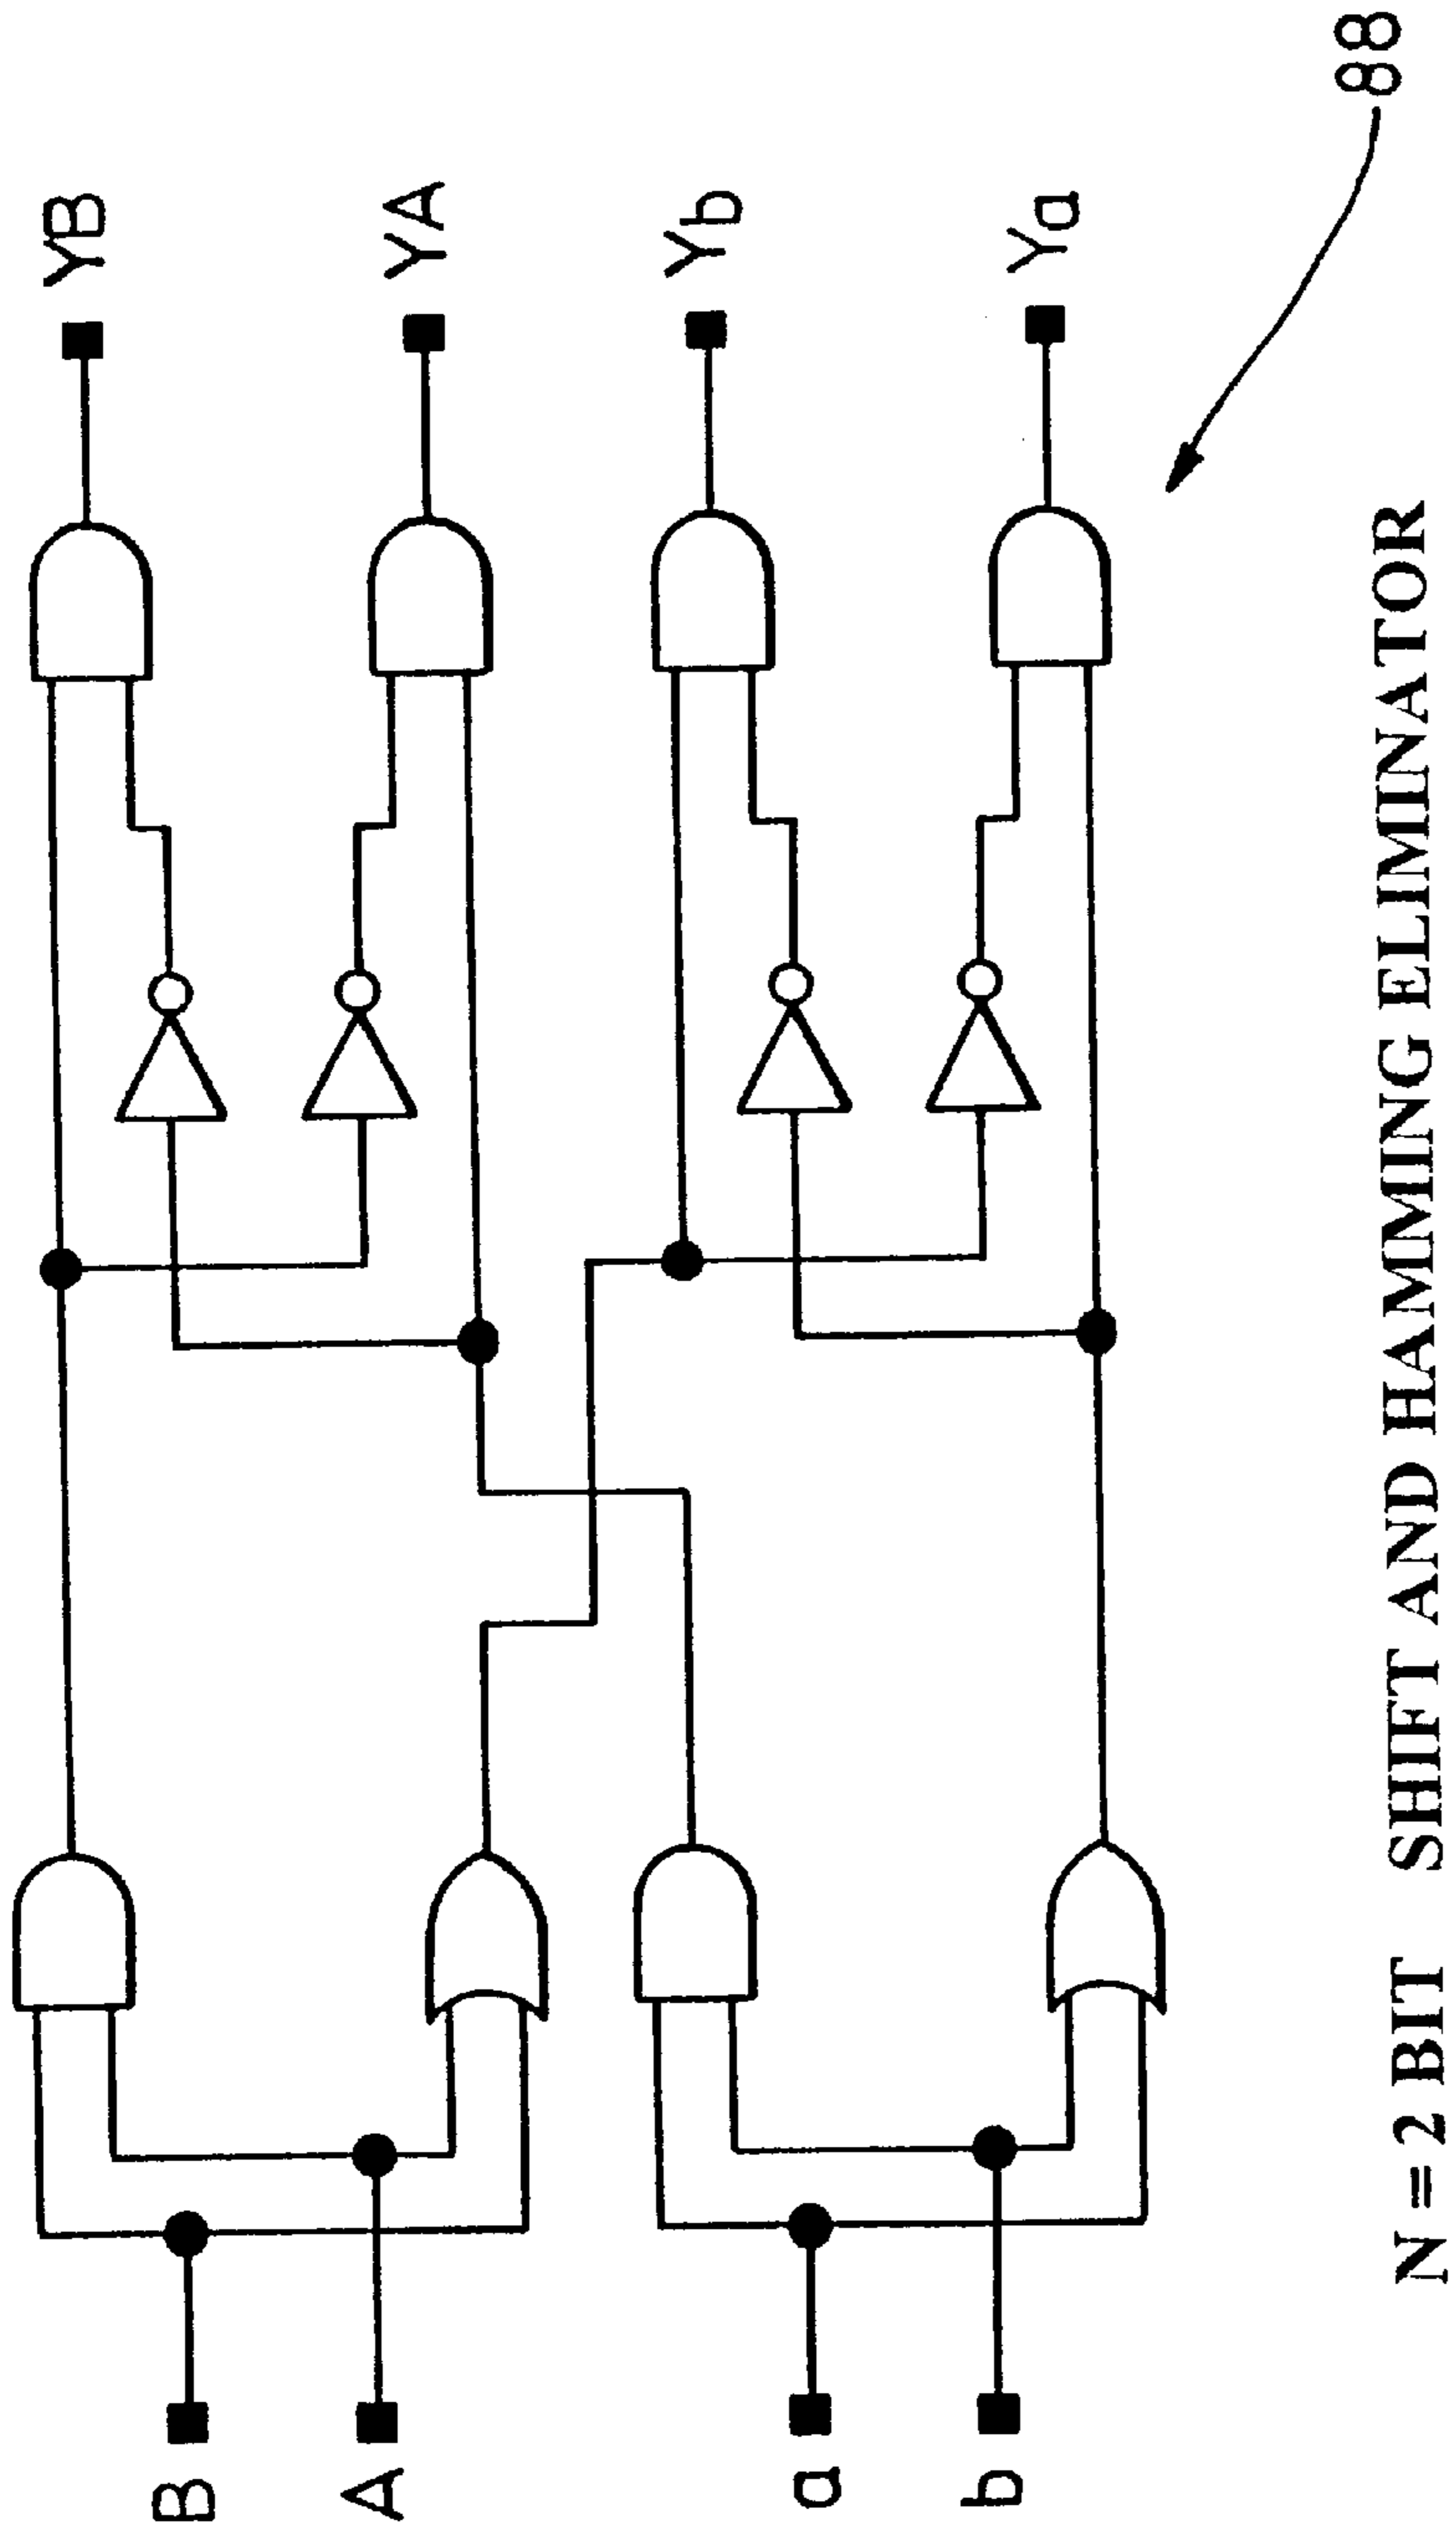 B
A
a
b
YB
YA
Yb
Ya
88
N = 2 BIT SHIFT AND HAMMING ELIMINATOR